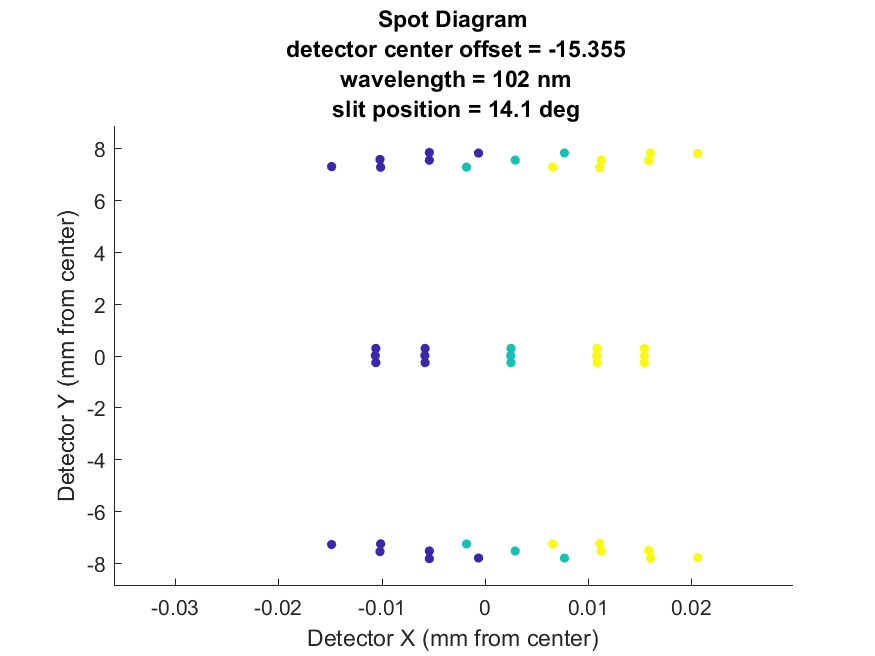 Spot Diagram
detector center offset = -15.355
wavelength = 102 nm
slit position = 14.1 deg
8
6
4
2
0
-2
-4
-6
-8
Detector Y (mm from center)
-0.03 -0.02 -0.01 0 0.01 0.02
Detector X (mm from center)